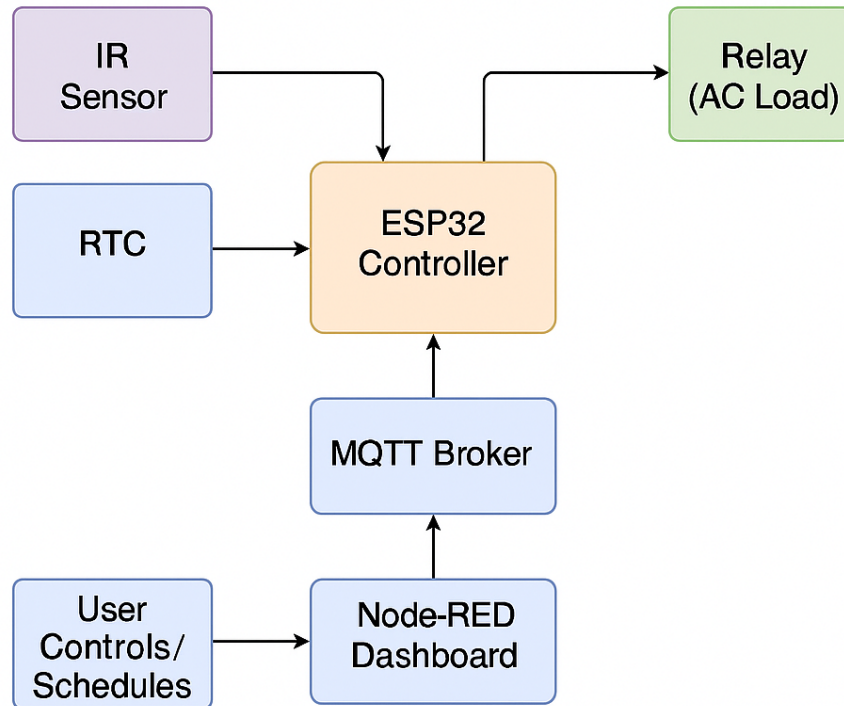 IR
Sensor
Relay
(AC Load)
RTC
ESP32
Controller
MQTT Broker
User
Controls/
Schedules
Node-RED
Dashboard